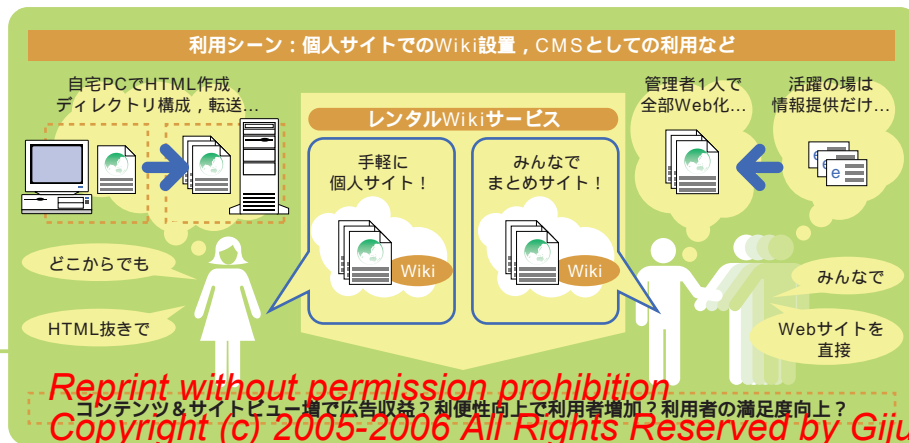 利用シーン：個人サイトでのWiki設置，CMSとしての利用など
自宅PCでHTML作成，
ディレクトリ構成，転送…
管理者1人で
全部Web化…
活躍の場は
情報提供だけ…
レンタルWikiサービス
手軽に
個人サイト！
みんなで
まとめサイト！
e
e
Wiki
Wiki
どこからでも
HTML抜きで
みんなで
Webサイトを
直接
Reprint without permission prohibition
コンテンツ＆サイトビュー増で広告収益？利便性向上で利用者増加？利用者の満足度向上？
Copyright (c) 2005-2006 All Rights Reserved by Giju